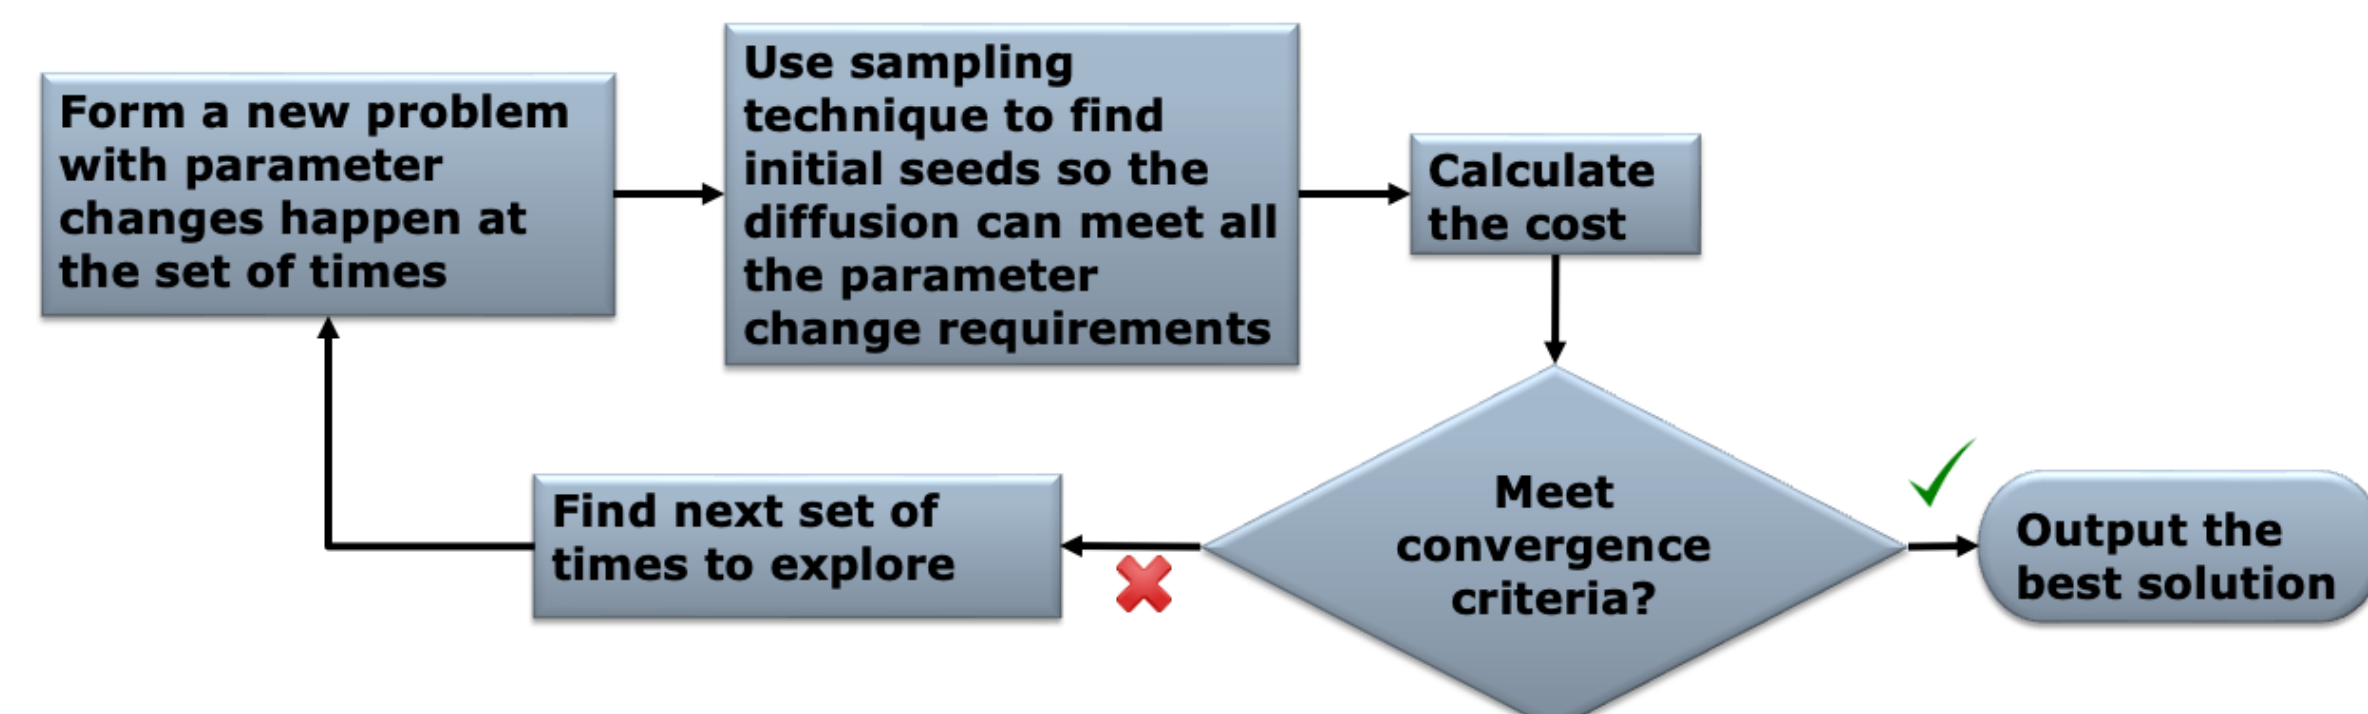 Form a new problem
with parameter
changes happen at
the set of times
Use sampling
technique to find
initial seeds so the
diffusion can meet all
the parameter
change requirements
Calculate
the cost
Meet
convergence
criteria?
Find next set of
times to explore
Output the
best solution